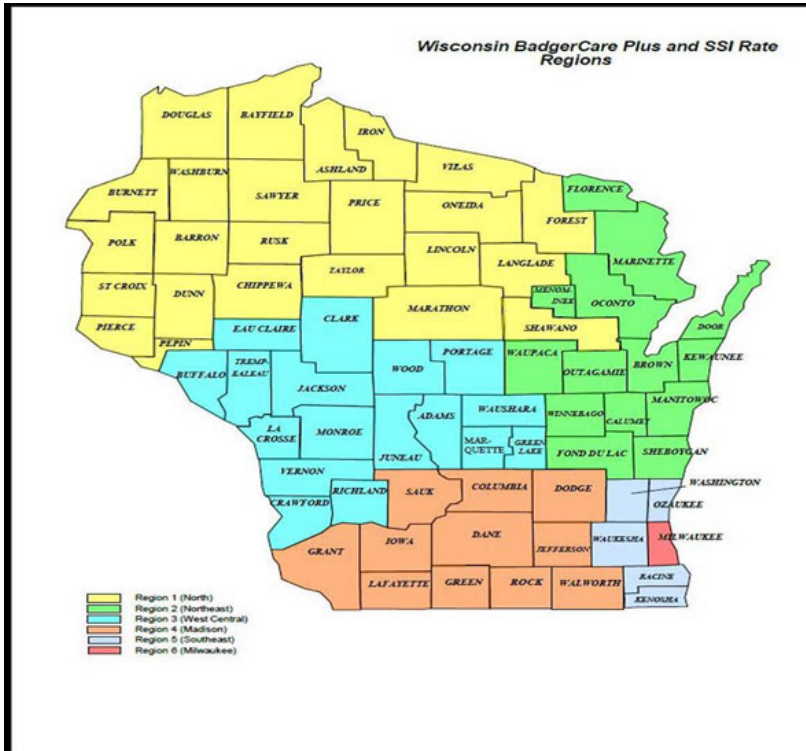 Wisconsin BadgerCare Plus and SSI Rate
Regions
DOUGLAS
BAYFIELD
IRON
ASHLAND
VILAS
WASHBURN
BURNETT
SAWYER
PRICE
ONEIDA
FLORENCE
FOREST
POLK
BARRON
RUSK
LINCOLN
LANGLADE
MARINETTE
TAYLOR
ST CROIX
DUNN
CHIPPEWA
MENOM-
INEE
OCONTO
CLARK
MARATHON
PIERCE
EAU CLAIRE
SHAWANO
DOOR
PEPIN
BUFFALO
TREMP-
EALEAU
WOOD
PORTAGE
WAUPACA
OUTAGAMIE
BROWN
KEWAUNEE
JACKSON
MANITOWOC
LA
CROSSE
MONROE
ADAMS
WAUSHARA
WINNEBAGO
CALUMET
JUNEAU
MAR-
QUETTE
GREEN
LAKE
FOND DU LAC
SHEBOYGAN
VERNON
CRAWFORD
RICHLAND
SAUK
COLUMBIA
DODGE
WASHINGTON
OZAUKEE
GRANT
IOWA
DANE
JEFFERSON
WAUKESHA
MILWAUKEE
LAFAYETTE
GREEN
ROCK
WALWORTH
RACINE
KENOSHA
Region 1 (North)
Region 2 (Northeast)
Region 3 (West Central)
Region 4 (Madison)
Region 5 (Southeast)
Region 6 (Milwaukee)